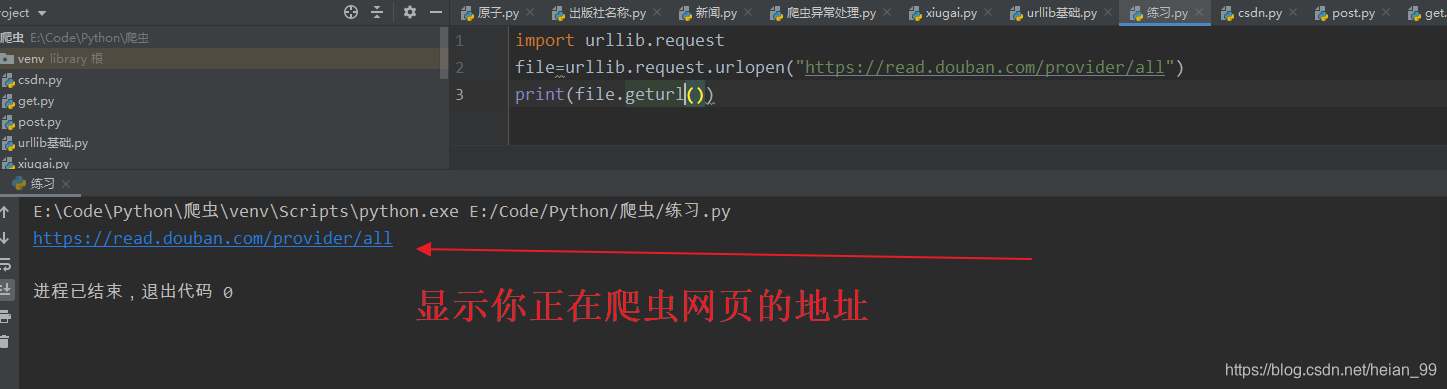 roject
原子.py
出版社名称.py
新闻.py
爬虫异常处理.py
xiugai.py
urllib基础.py
练习.py
csdn.py
post.py
get.
爬虫 E:\Code\Python\爬虫
venv library 根
csdn.py
get.py
post.py
urllib基础.py
xiugai.py
1 import urllib.request
2 file=urllib.request.urlopen("https://read.douban.com/provider/all")
3 print(file.geturl())
练习
E:\Code\Python\爬虫\venv\Scripts\python.exe E:/Code/Python/爬虫/练习.py
https://read.douban.com/provider/all
进程已结束，退出代码 0
显示你正在爬虫网页的地址
https://blog.csdn.net/heian_99